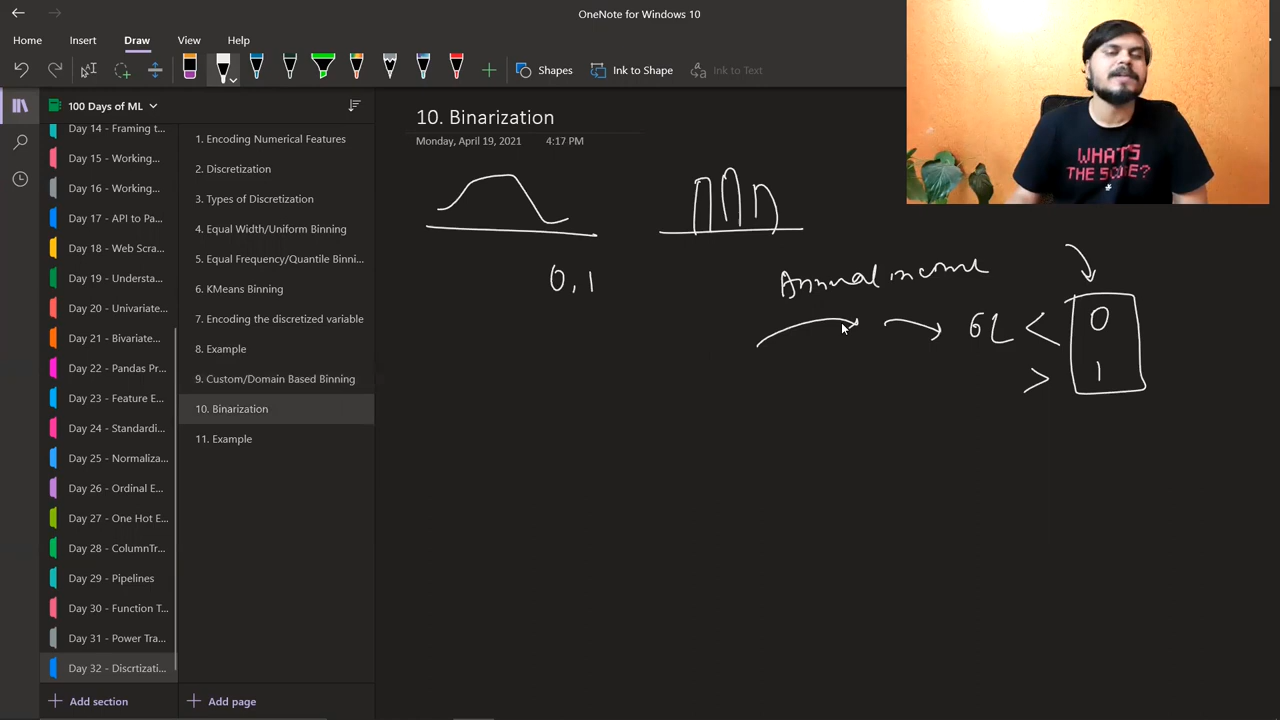 OneNote for Windows 10
Home Insert Draw View Help
Shapes Ink to Shape Ink to Text
100 Days of ML
Day 14 - Framing t...
Day 15 - Working...
Day 16 - Working...
Day 17 - API to Pa...
Day 18 - Web Scra...
Day 19 - Understa...
Day 20 - Univariate...
Day 21 - Bivariate...
Day 22 - Pandas Pr...
Day 23 - Feature E...
Day 24 - Standardi...
Day 25 - Normaliza...
Day 26 - Ordinal E...
Day 27 - One Hot E...
Day 28 - ColumnTr...
Day 29 - Pipelines
Day 30 - Function T...
Day 31 - Power Tra...
Day 32 - Discrtizati...
Add section
1. Encoding Numerical Features
2. Discretization
3. Types of Discretization
4. Equal Width/Uniform Binning
5. Equal Frequency/Quantile Binni...
6. KMeans Binning
7. Encoding the discretized variable
8. Example
9. Custom/Domain Based Binning
10. Binarization
11. Example
Add page
10. Binarization
Monday, April 19, 2021 4:17 PM
0, 1
Annual income
6L < 0
> 1
WHAT'S
THE 5C0RE?
*